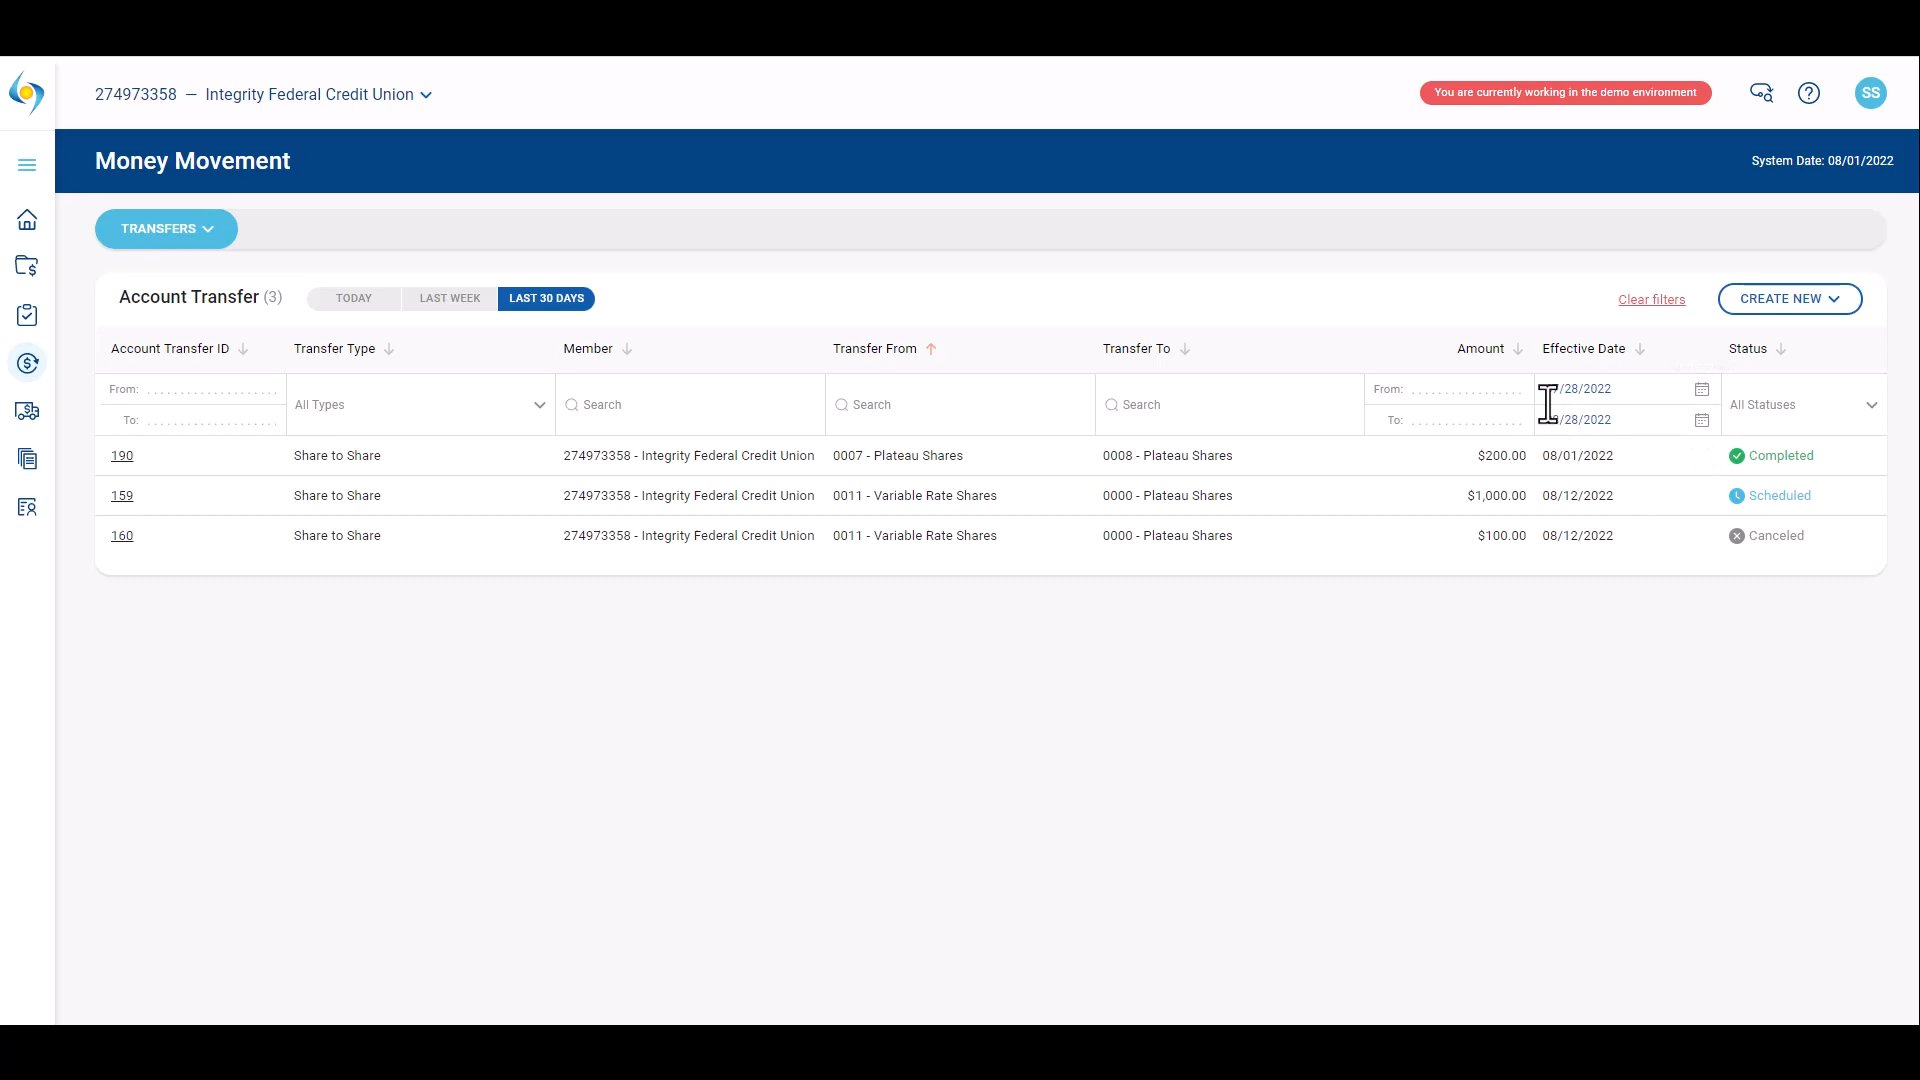 274973358 — Integrity Federal Credit Union
You are currently working in the demo environment
SS
Money Movement
System Date: 08/01/2022
TRANSFERS
Account Transfer (3)
TODAY
LAST WEEK
LAST 30 DAYS
Clear filters
CREATE NEW
Account Transfer ID
Transfer Type
Member
Transfer From
Transfer To
Amount
Effective Date
Status
From:
To:
All Types
Search
Search
Search
From:
To:
/28/2022
/28/2022
All Statuses
190 Share to Share 274973358 - Integrity Federal Credit Union 0007 - Plateau Shares 0008 - Plateau Shares $200.00 08/01/2022 Completed
159 Share to Share 274973358 - Integrity Federal Credit Union 0011 - Variable Rate Shares 0000 - Plateau Shares $1,000.00 08/12/2022 Scheduled
160 Share to Share 274973358 - Integrity Federal Credit Union 0011 - Variable Rate Shares 0000 - Plateau Shares $100.00 08/12/2022 Canceled